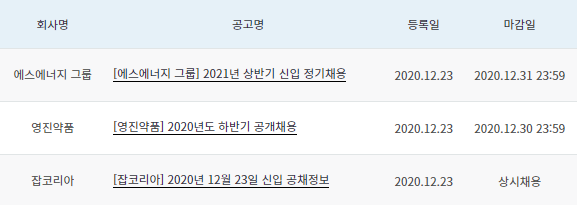 회사명 공고명 등록일 마감일
에스에너지 그룹 [에스에너지 그룹] 2021년 상반기 신입 정기채용 2020.12.23 2020.12.31 23:59
영진약품 [영진약품] 2020년도 하반기 공개채용 2020.12.23 2020.12.30 23:59
잡코리아 [잡코리아] 2020년 12월 23일 신입 공채정보 2020.12.23 상시채용